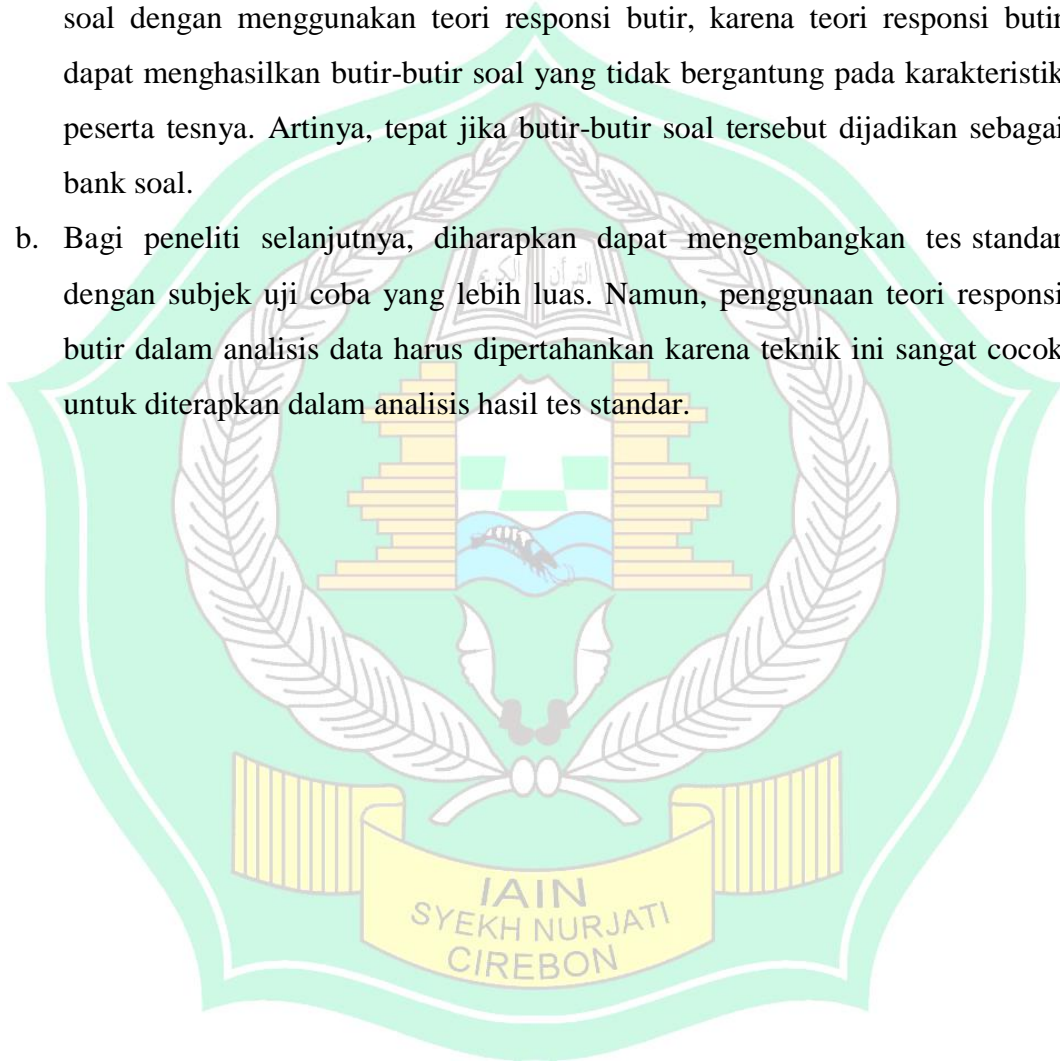 soal dengan menggunakan teori responsi butir, karena teori responsi butir
dapat menghasilkan butir-butir soal yang tidak bergantung pada karakteristik
peserta tesnya. Artinya, tepat jika butir-butir soal tersebut dijadikan sebagai
bank soal.
b. Bagi peneliti selanjutnya, diharapkan dapat mengembangkan tes standar
dengan subjek uji coba yang lebih luas. Namun, penggunaan teori responsi
butir dalam analisis data harus dipertahankan karena teknik ini sangat cocok
untuk diterapkan dalam analisis hasil tes standar.
IAIN
SYEKH NURJATI
CIREBON